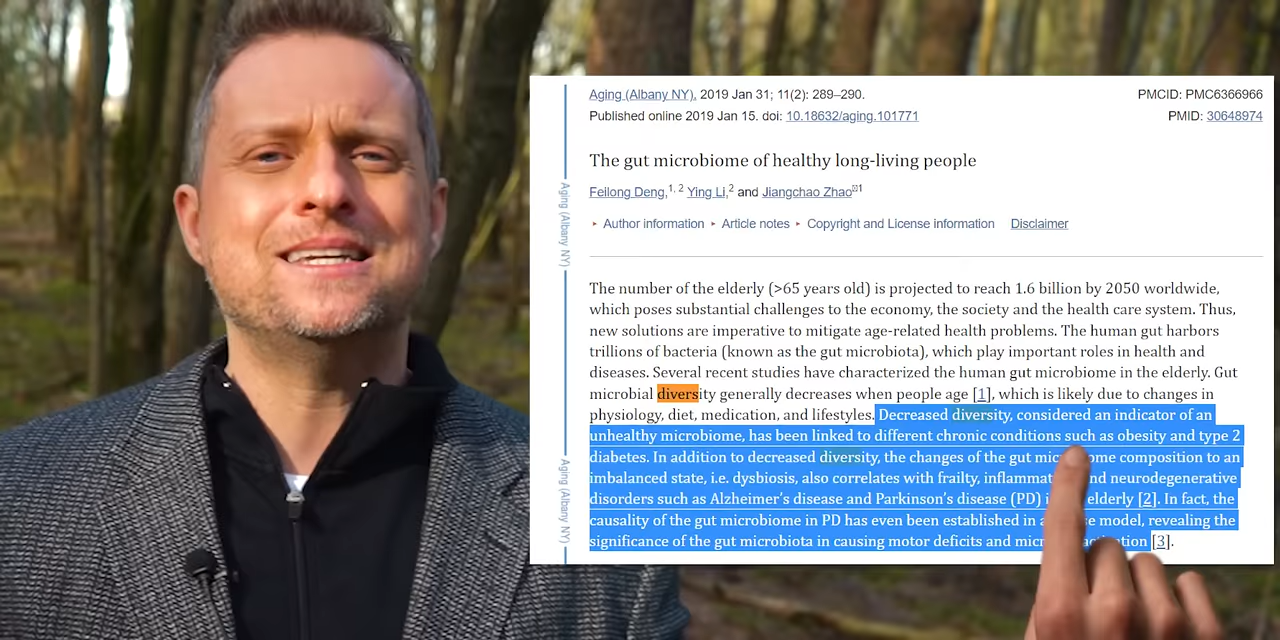 Aging (Albany NY). 2019 Jan 31; 11(2): 289–290.
PMCID: PMC6366966
Published online 2019 Jan 15. doi: 10.18632/aging.101771
PMID: 30648974
The gut microbiome of healthy long-living people
Feilong Deng,1, 2 Ying Li,2 and Jiangchao Zhao✉1
▸ Author information ▸ Article notes ▸ Copyright and License information Disclaimer
Aging (Albany NY)
Aging (Albany NY)
The number of the elderly (>65 years old) is projected to reach 1.6 billion by 2050 worldwide,
which poses substantial challenges to the economy, the society and the health care system. Thus,
new solutions are imperative to mitigate age-related health problems. The human gut harbors
trillions of bacteria (known as the gut microbiota), which play important roles in health and
diseases. Several recent studies have characterized the human gut microbiome in the elderly. Gut
microbial diversity generally decreases when people age [1], which is likely due to changes in
physiology, diet, medication, and lifestyles. Decreased diversity, considered an indicator of an
unhealthy microbiome, has been linked to different chronic conditions such as obesity and type 2
diabetes. In addition to decreased diversity, the changes of the gut composition to an
imbalanced state, i.e. dysbiosis, also correlates with frailty, neurodegenerative
disorders such as Alzheimer's disease and Parkinson's disease (PD) elderly [2]. In fact, the
causality of the gut microbiome in PD has even been established in model, revealing the
significance of the gut microbiota in causing motor deficits and [3].